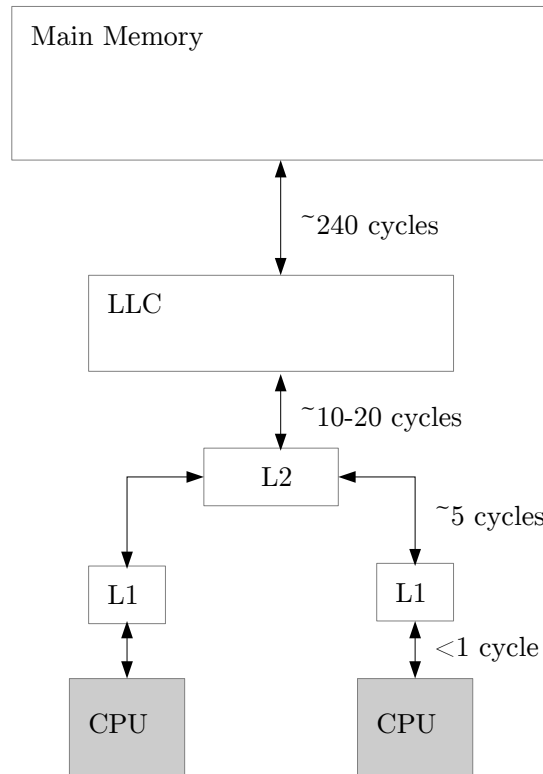 Main Memory
~240 cycles
LLC
~10-20 cycles
L2
~5 cycles
L1
L1
<1 cycle
CPU
CPU